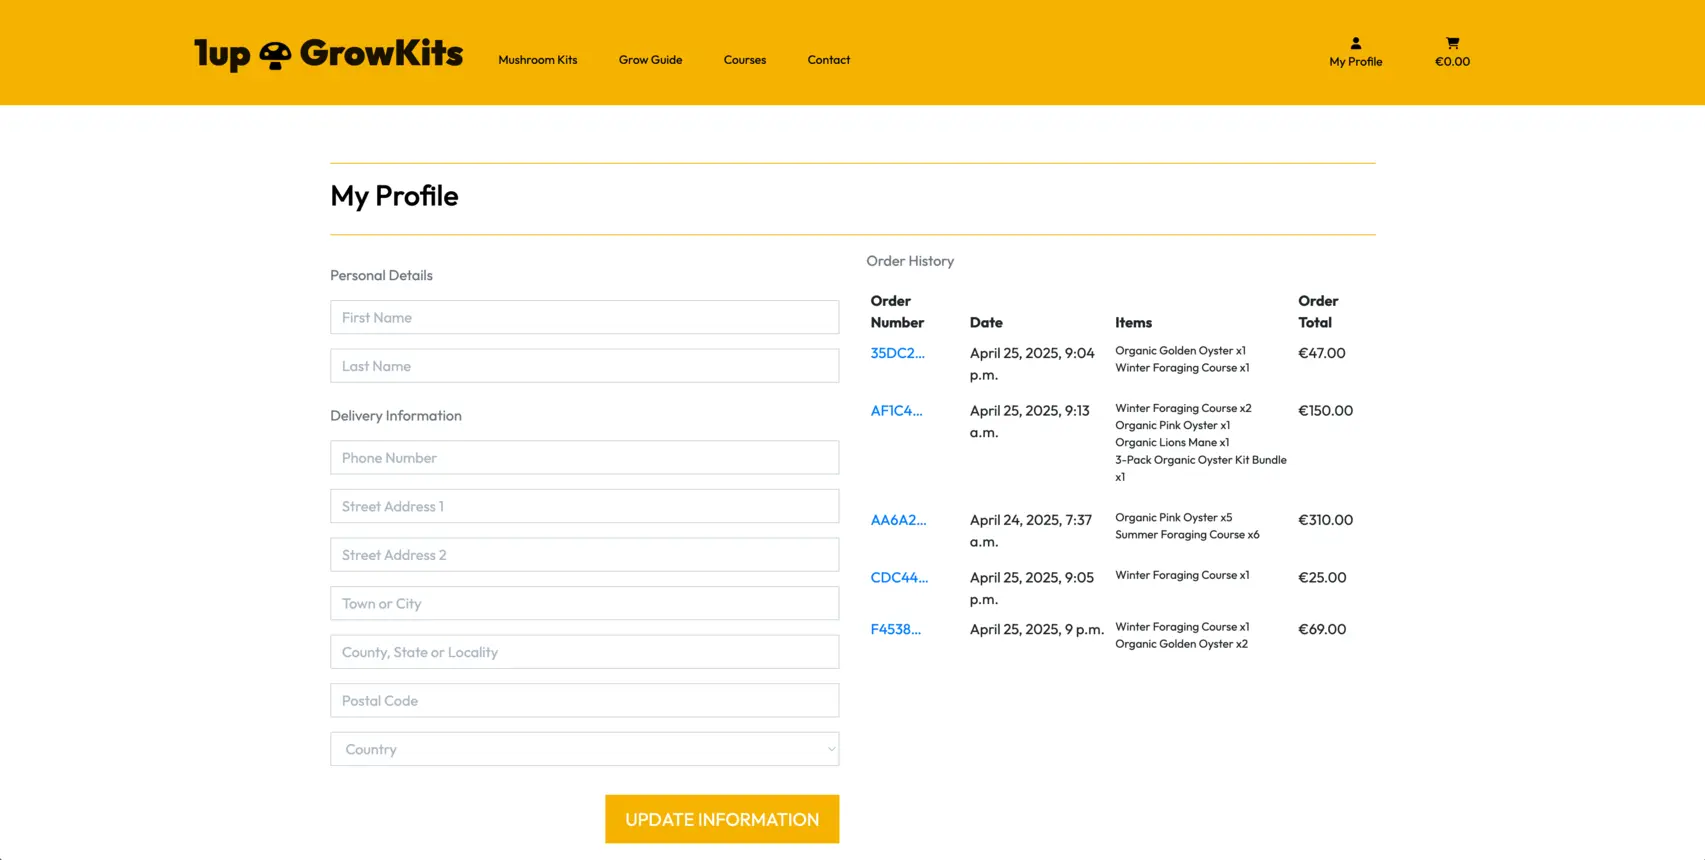 1up GrowKits
Mushroom Kits
Grow Guide
Courses
Contact
My Profile
€0.00
My Profile
Personal Details
First Name
Last Name
Delivery Information
Phone Number
Street Address 1
Street Address 2
Town or City
County, State or Locality
Postal Code
Country
UPDATE INFORMATION
Order History
Order
Number
Date
Items
Order
Total
35DC2...
April 25, 2025, 9:04
p.m.
Organic Golden Oyster x1
Winter Foraging Course x1
€47.00
AF1C4...
April 25, 2025, 9:13
a.m.
Winter Foraging Course x2
Organic Pink Oyster x1
Organic Lions Mane x1
3-Pack Organic Oyster Kit Bundle
x1
€150.00
AA6A2...
April 24, 2025, 7:37
a.m.
Organic Pink Oyster x5
Summer Foraging Course x6
€310.00
CDC44...
April 25, 2025, 9:05
p.m.
Winter Foraging Course x1
€25.00
F4538...
April 25, 2025, 9 p.m.
Winter Foraging Course x1
Organic Golden Oyster x2
€69.00